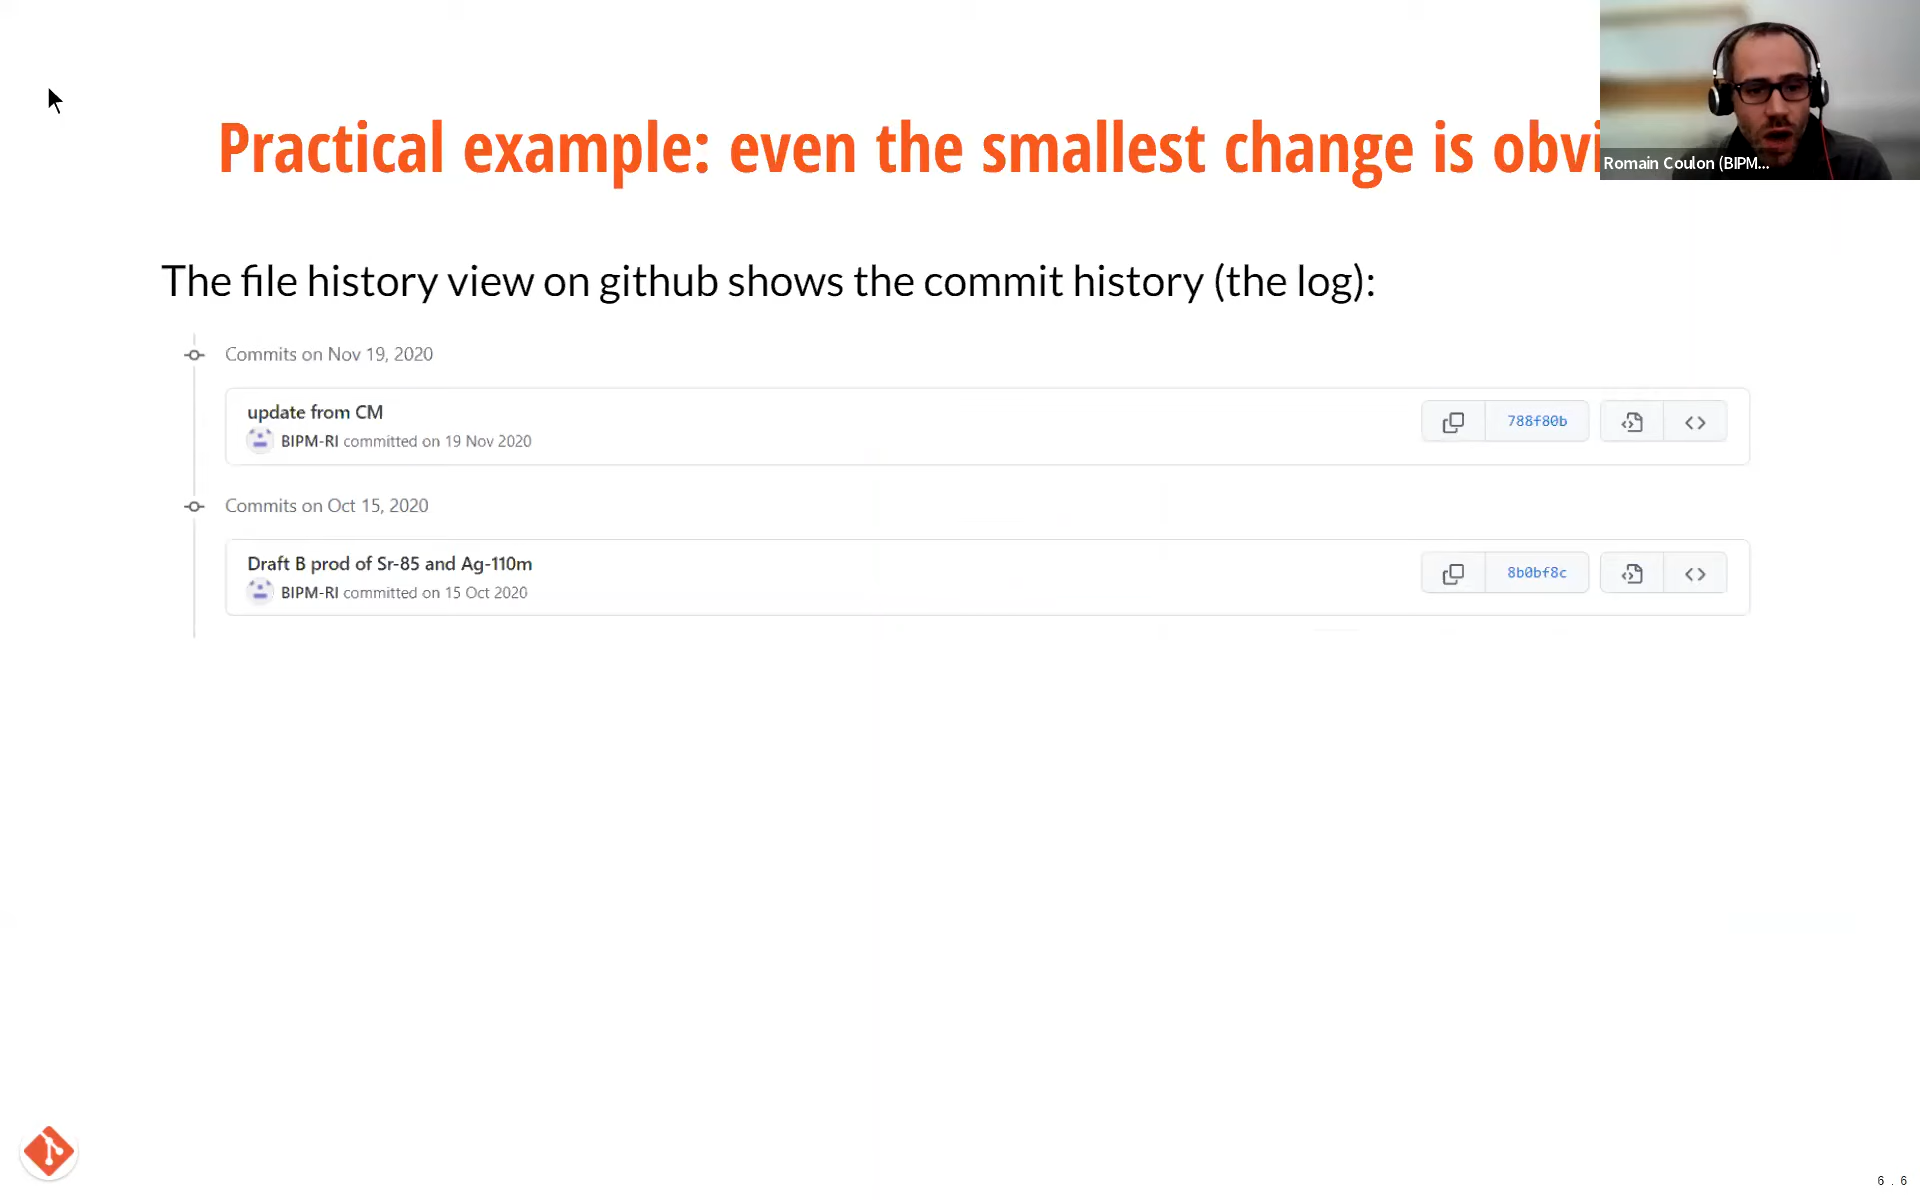 Practical example: even the smallest change is obvi
Romain Coulon (BIPM...
The file history view on github shows the commit history (the log):
Commits on Nov 19, 2020
update from CM
788f80b
BIPM-RI committed on 19 Nov 2020
Commits on Oct 15, 2020
Draft B prod of Sr-85 and Ag-110m
8b0bf8c
BIPM-RI committed on 15 Oct 2020
6 . 6